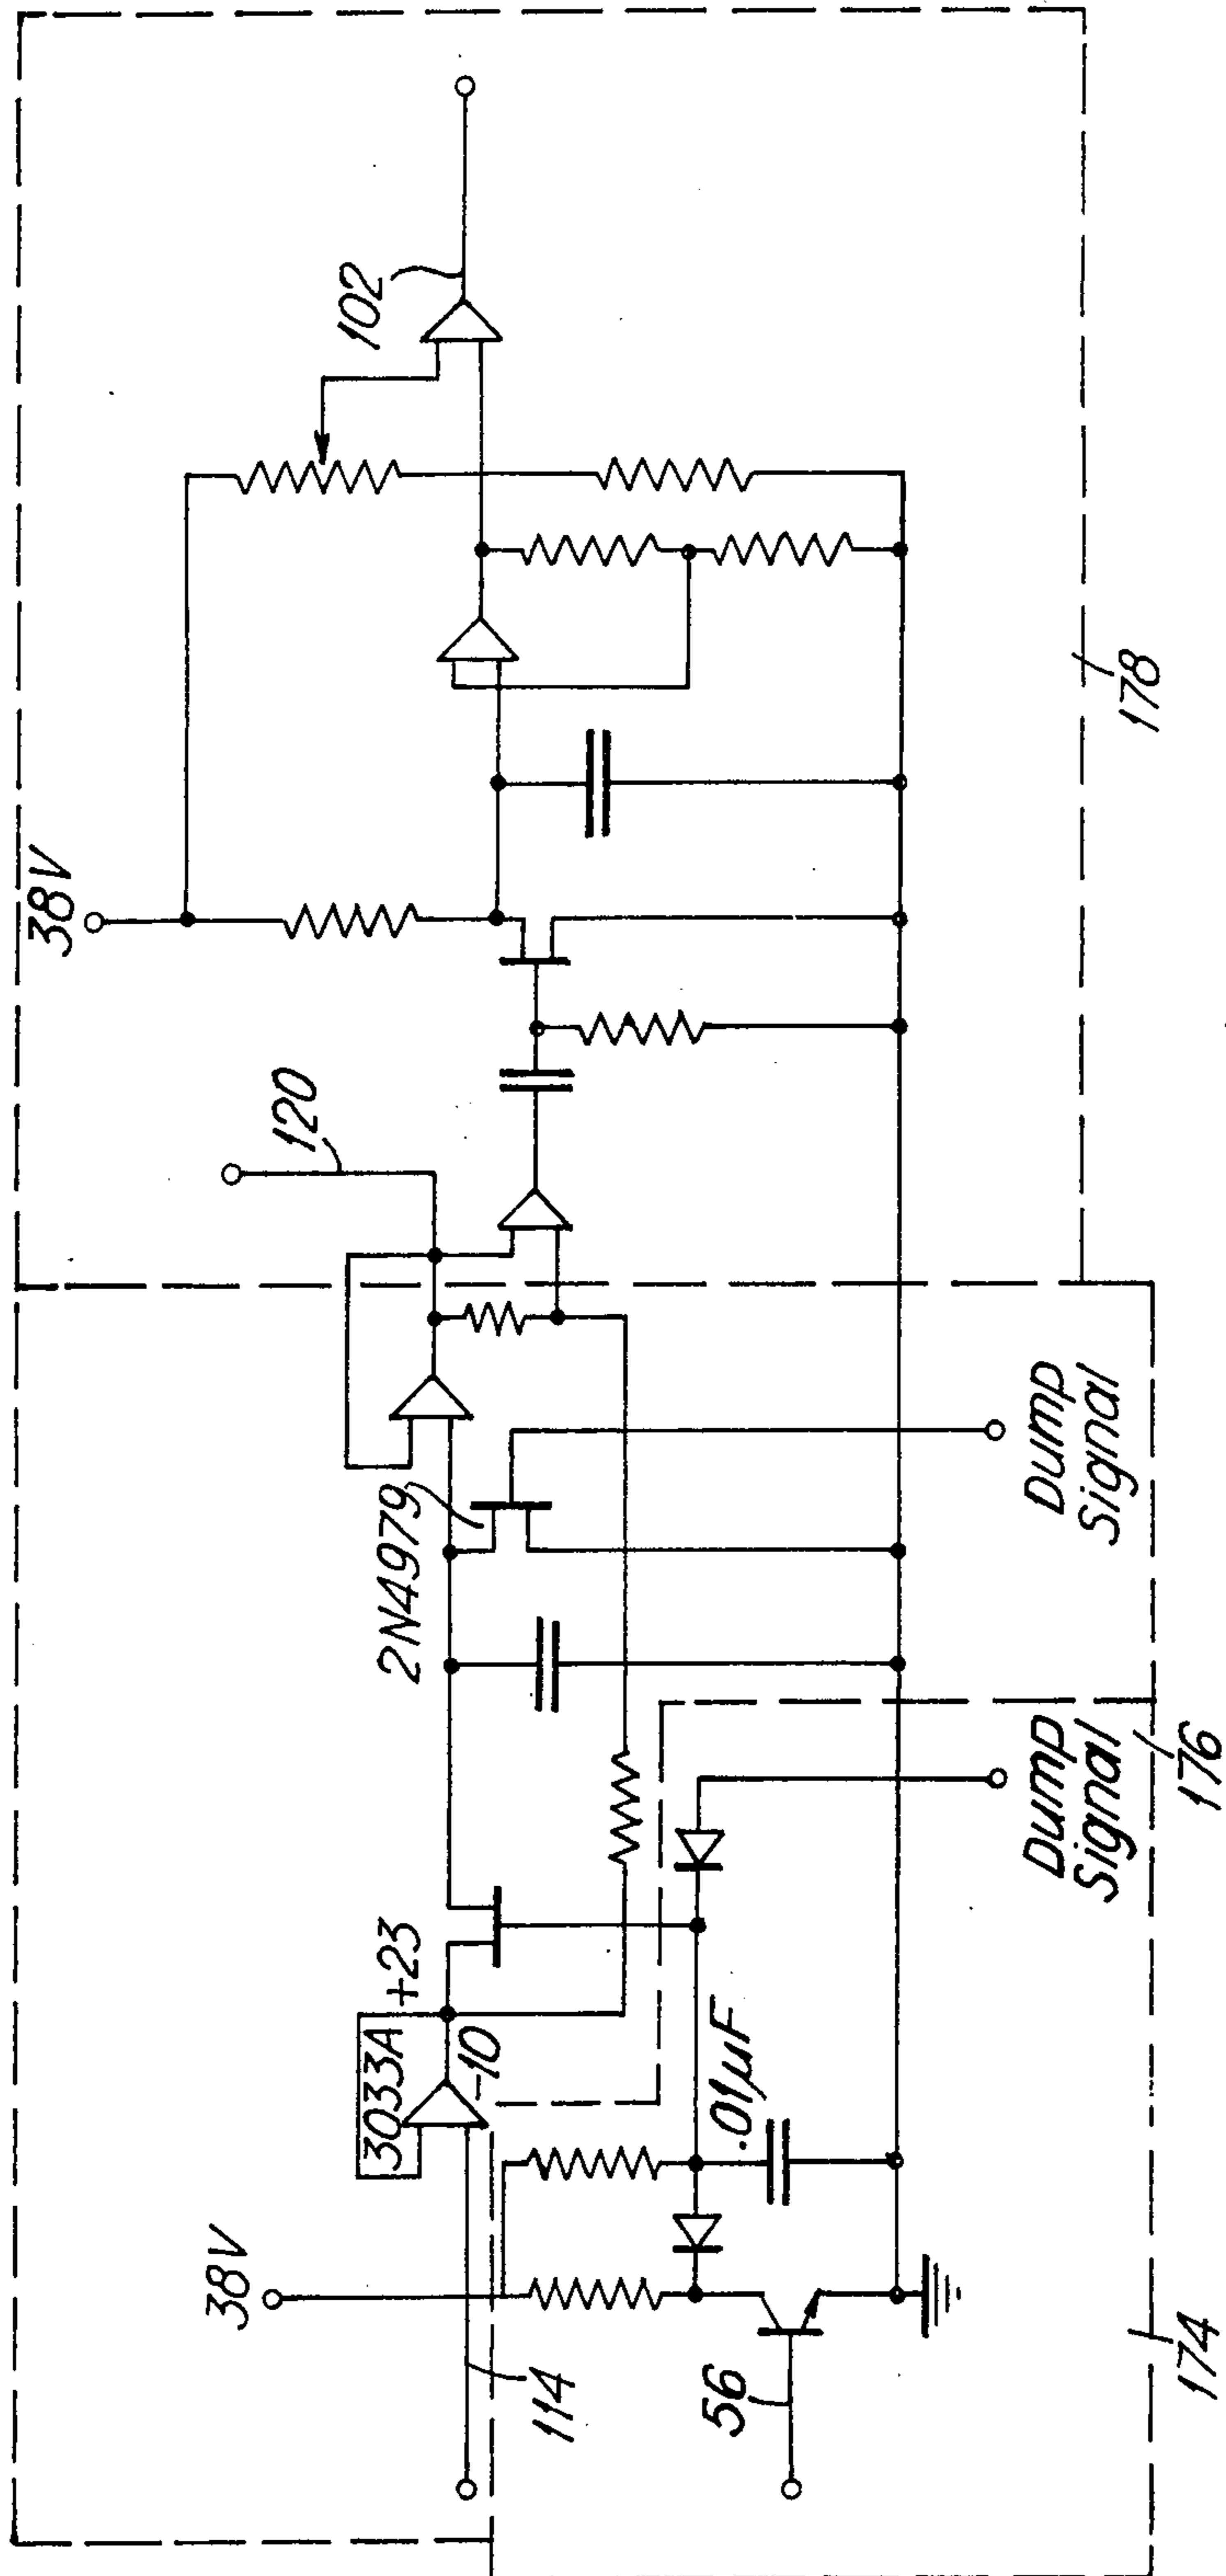 38V
102
120
2N4979
3033A
+23
-10
38V
114
.01µF
56
Dump
Signal
Dump
Signal
174
176
178